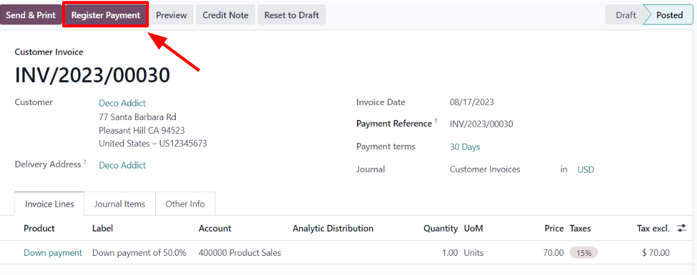 Send & Print Register Payment Preview Credit Note Reset to Draft Draft Posted
Customer Invoice
INV/2023/00030
Customer Deco Addict Invoice Date 08/17/2023
77 Santa Barbara Rd
Pleasant Hill CA 94523 Payment Reference ? INV/2023/00030
United States – US12345673 Payment terms 30 Days
Delivery Address ? Deco Addict Journal Customer Invoices in USD
Invoice Lines Journal Items Other Info
Product Label Account Analytic Distribution Quantity UoM Price Taxes Tax excl.
Down payment Down payment of 50.0% 400000 Product Sales 1.00 Units 70.00 15% $ 70.00